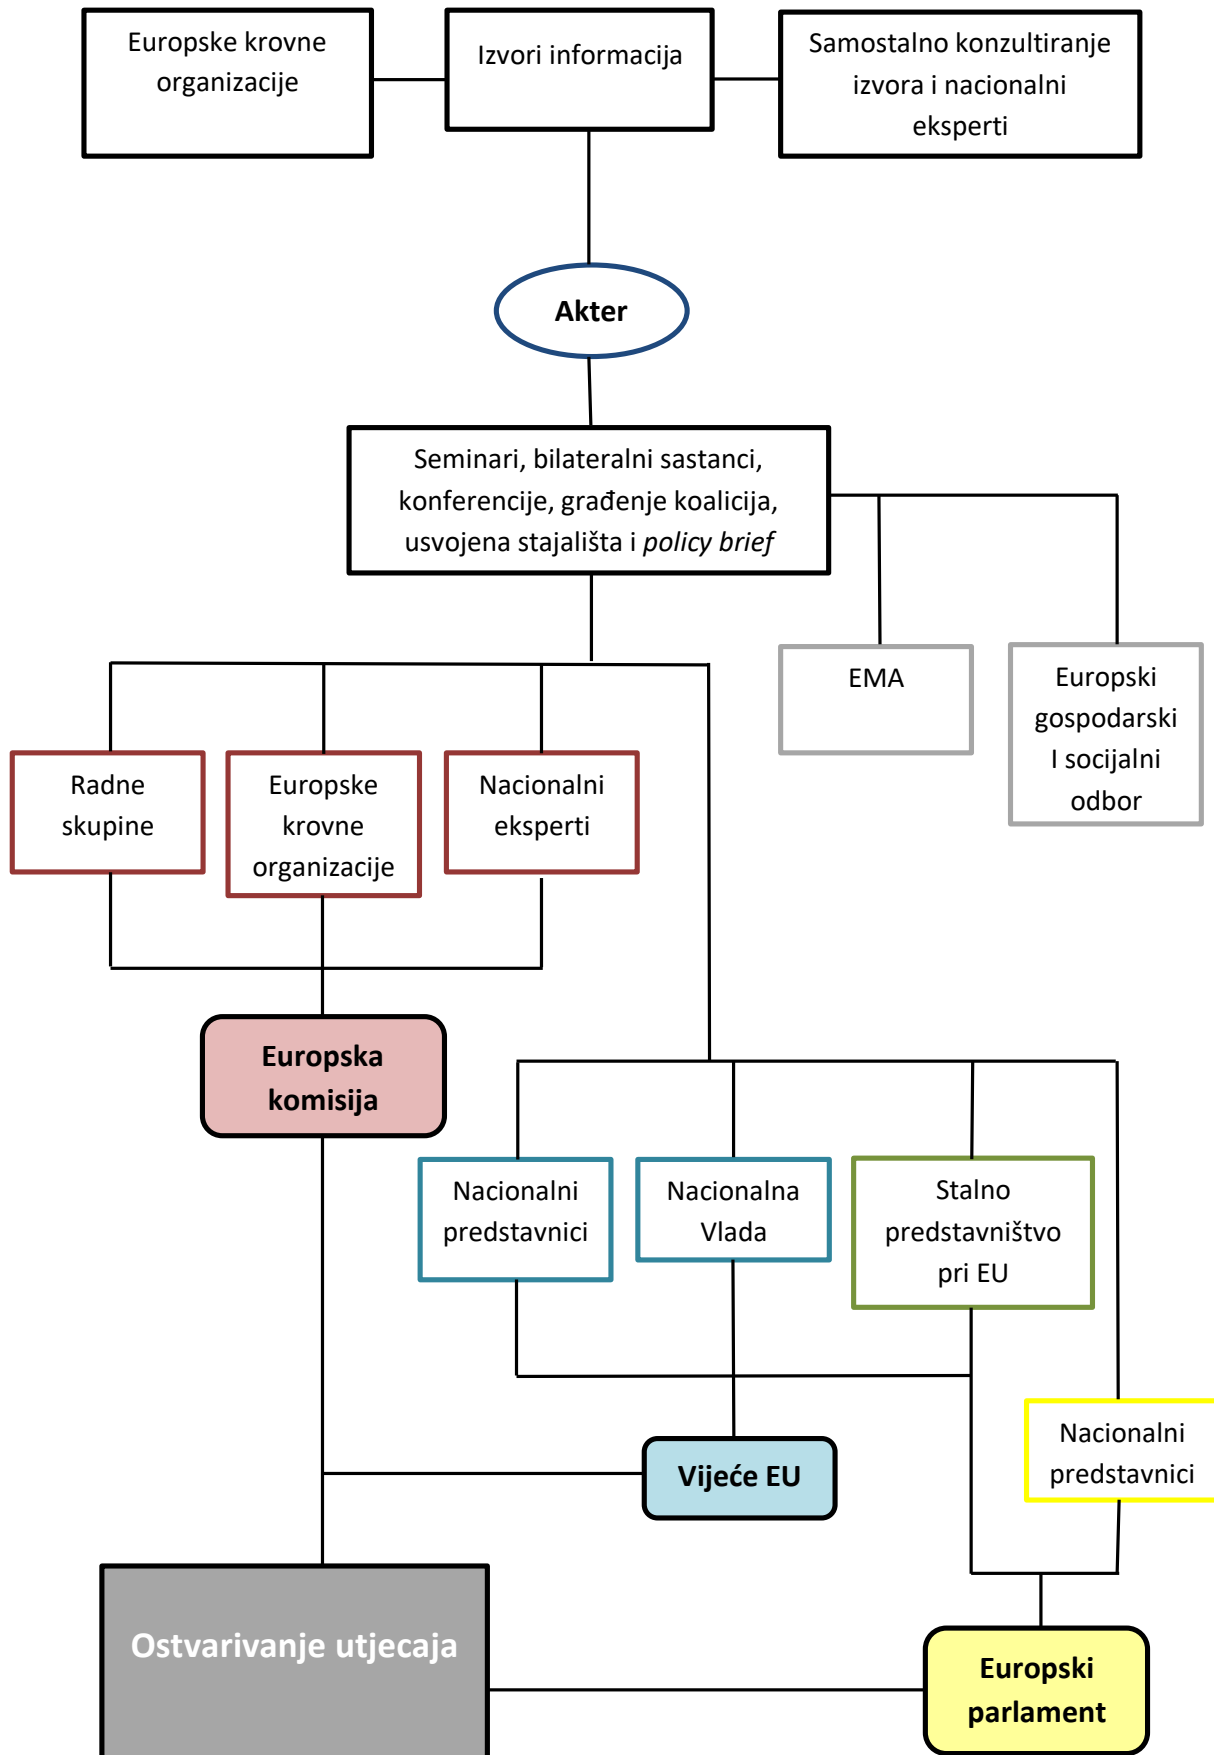 Europske krovne
organizacije
Izvori informacija
Samostalno konzultiranje
izvora i nacionalni
eksperti
Akter
Seminari, bilateralni sastanci,
konferencije, građenje koalicija,
usvojena stajališta i policy brief
EMA
Europski
gospodarski
I socijalni
odbor
Radne
skupine
Europske
krovne
organizacije
Nacionalni
eksperti
Europska
komisija
Nacionalni
predstavnici
Nacionalna
Vlada
Stalno
predstavništvo
pri EU
Nacionalni
predstavnici
Vijeće EU
Ostvarivanje utjecaja
Europski
parlament